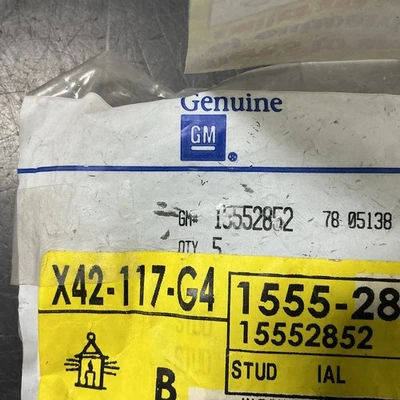 Genuine
GM
GM# 15552852 78 05138
QTY 5
X42-117-G4
1555-28
15552852
STUD IAL
B